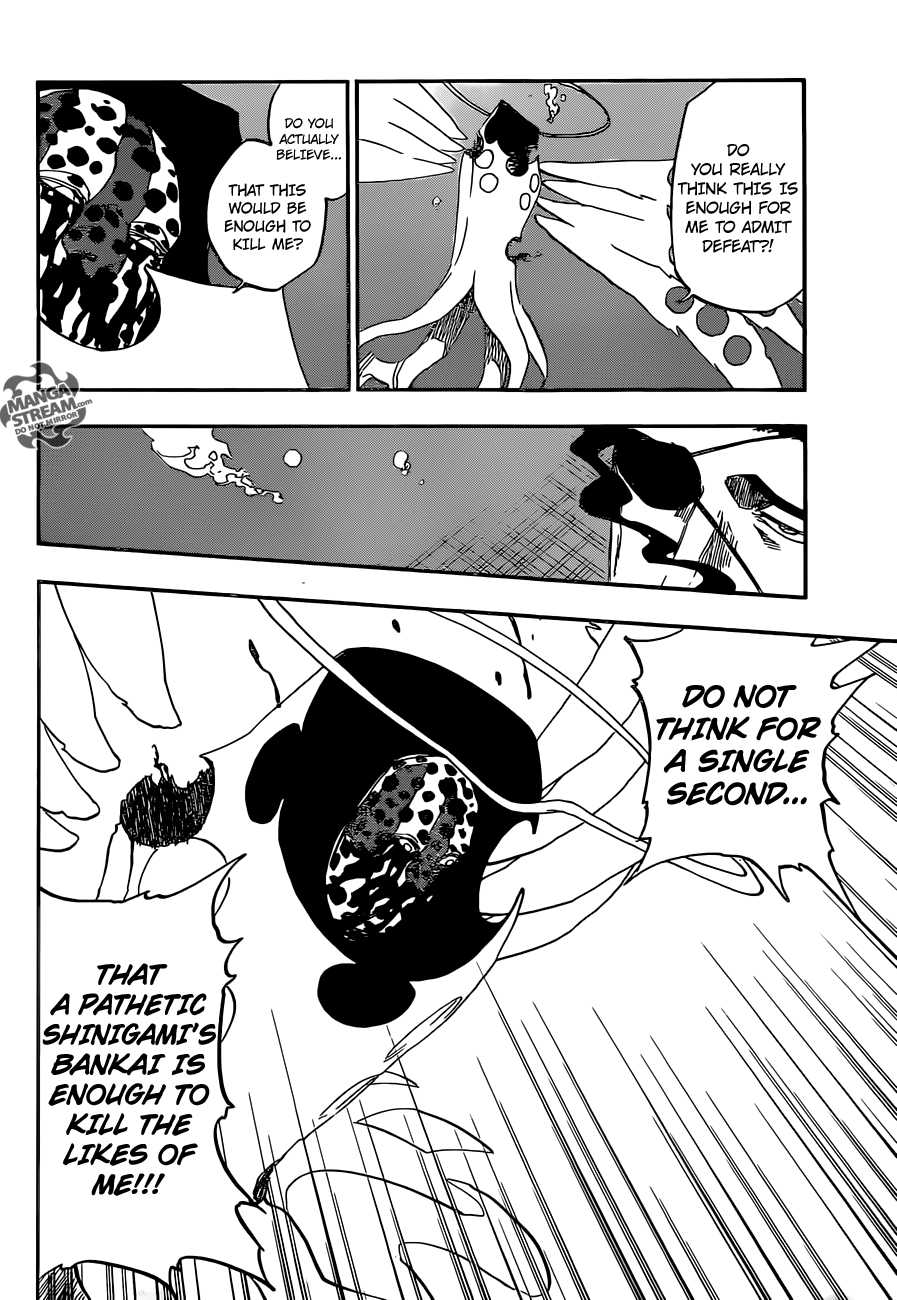 DO
YOU REALLY
THINK THIS IS
ENOUGH FOR
ME TO ADMIT
DEFEAT?!
DO YOU
ACTUALLY
BELIEVE...
THAT THIS
WOULD BE
ENOUGH TO
KILL ME?
MANGA
STREAM.com
DO NOT MIRROR
DO NOT
THINK FOR
A SINGLE
SECOND...
THAT
A PATHETIC
SHINIGAMI'S
BANKAI IS
ENOUGH TO
KILL THE
LIKES OF
ME!!!